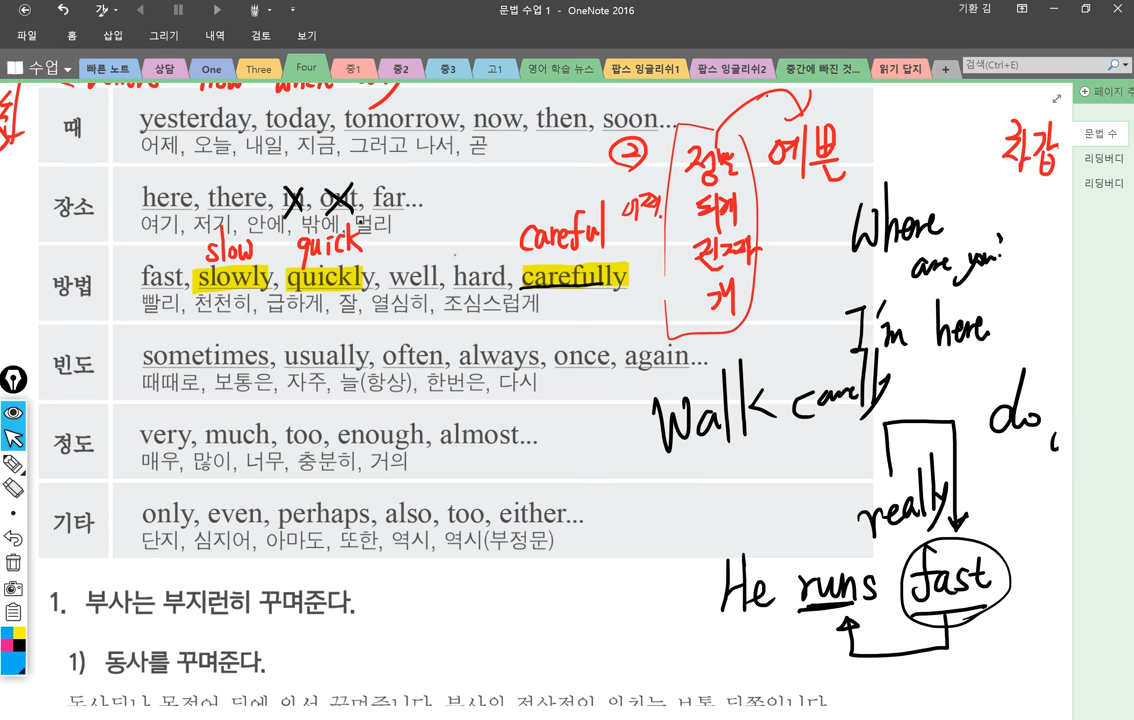 문법 수업 1 - OneNote 2016
기환 김
파일 홈 삽입 그리기 내역 검토 보기
수업 빠른 노트 상담 One Three Four 중1 중2 중3 고1 영어 학습 뉴스 팝스 잉글리쉬1 팝스 잉글리쉬2 중간에 빠진 것... 읽기 답지 + 검색(Ctrl+E)
페이지 추
문법 수
리딩버디
리딩버디
때 yesterday, today, tomorrow, now, then, soon...
어제, 오늘, 내일, 지금, 그러고 나서, 곧
② 예쁜
장소 here, there, in, out, far...
여기, 저기, 안에, 밖에, 멀리
slow quick careful
방법 fast, slowly, quickly, well, hard, carefully
빨리, 천천히, 급하게, 잘, 열심히, 조심스럽게
Where
are you?
I'm here.
빈도 sometimes, usually, often, always, once, again...
때때로, 보통은, 자주, 늘(항상), 한번은, 다시
Walk
do,
정도 very, much, too, enough, almost...
매우, 많이, 너무, 충분히, 거의
really
기타 only, even, perhaps, also, too, either...
단지, 심지어, 아마도, 또한, 역시, 역시(부정문)
He runs fast
1. 부사는 부지런히 꾸며준다.
1) 동사를 꾸며준다.